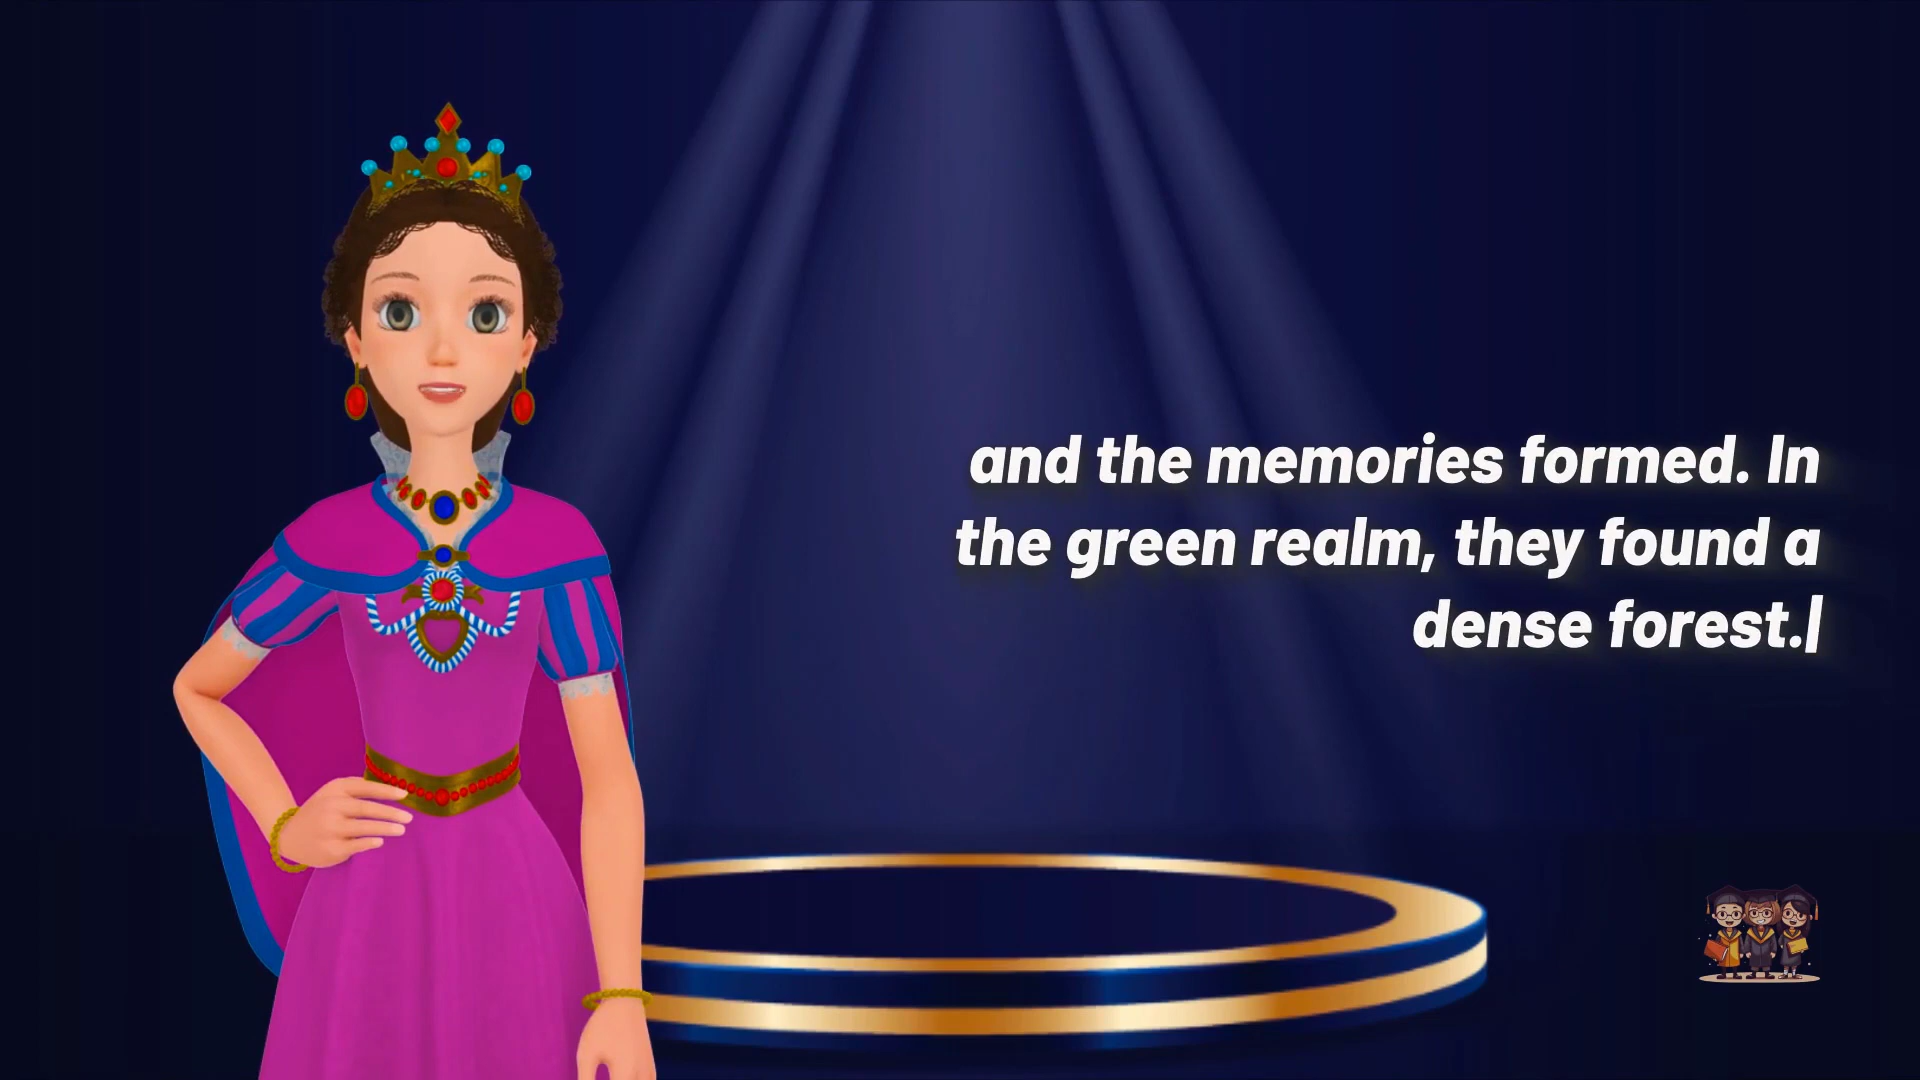 and the memories formed. In
the green realm, they found a
dense forest.